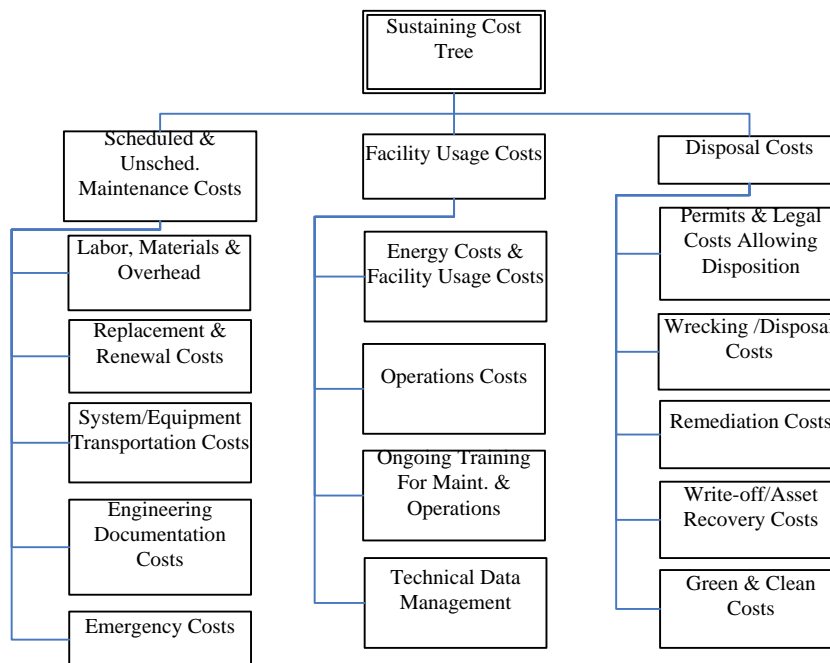 Sustaining Cost
Tree
Scheduled &
Unsched.
Maintenance Costs
Labor, Materials &
Overhead
Replacement &
Renewal Costs
System/Equipment
Transportation Costs
Engineering
Documentation
Costs
Emergency Costs
Facility Usage Costs
Energy Costs &
Facility Usage Costs
Operations Costs
Ongoing Training
For Maint. &
Operations
Technical Data
Management
Disposal Costs
Permits & Legal
Costs Allowing
Disposition
Wrecking /Disposal
Costs
Remediation Costs
Write-off/Asset
Recovery Costs
Green & Clean
Costs